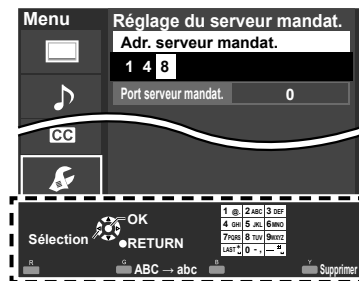 Menu
Réglage du serveur mandat.
Adr. serveur mandat.
1 4 8
Port serveur mandat. 0
CC
Sélection
OK
RETURN
1 @. 2 ABC 3 DEF
4 GHI 5 JKL 6 MNO
7 PQRS 8 TUV 9 WXYZ
LAST 0 - ,
R G B Y
ABC → abc
Supprimer